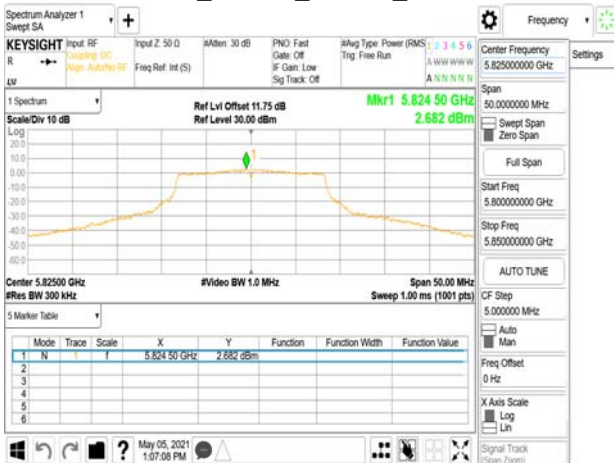 Spectrum Analyzer 1
Swept SA
Frequency
KEYSIGHT
Input: RF
Input Z: 50 Ω
#Atten: 30 dB
PNO: Fast
#Avg Type: Power (RMS
1 2 3 4 5 6
R
Coupling: DC
Gate: Off
Trig: Free Run
A WW WW W
Align: Auto/No RF
Freq Ref: Int (S)
IF Gain: Low
Sig Track: Off
A N N N N N
1 Spectrum
Ref Lvl Offset 11.75 dB
Mkr1 5.824 50 GHz
Scale/Div 10 dB
Ref Level 30.00 dBm
2.682 dBm
Log
20.0
10.0
0.00
-10.0
-20.0
-30.0
-40.0
-50.0
-60.0
1
Center 5.82500 GHz
#Video BW 1.0 MHz
Span 50.00 MHz
#Res BW 300 kHz
Sweep 1.00 ms (1001 pts)
5 Marker Table
Mode Trace Scale X Y Function Function Width Function Value
1 N 1 f 5.824 50 GHz 2.682 dBm
2
3
4
5
6
May 05, 2021
1:07:08 PM
Center Frequency
5.825000000 GHz
Settings
Span
50.0000000 MHz
Swept Span
Zero Span
Full Span
Start Freq
5.800000000 GHz
Stop Freq
5.850000000 GHz
AUTO TUNE
CF Step
5.000000 MHz
Auto
Man
Freq Offset
0 Hz
X Axis Scale
Log
Lin
Signal Track
(Span Zoom)